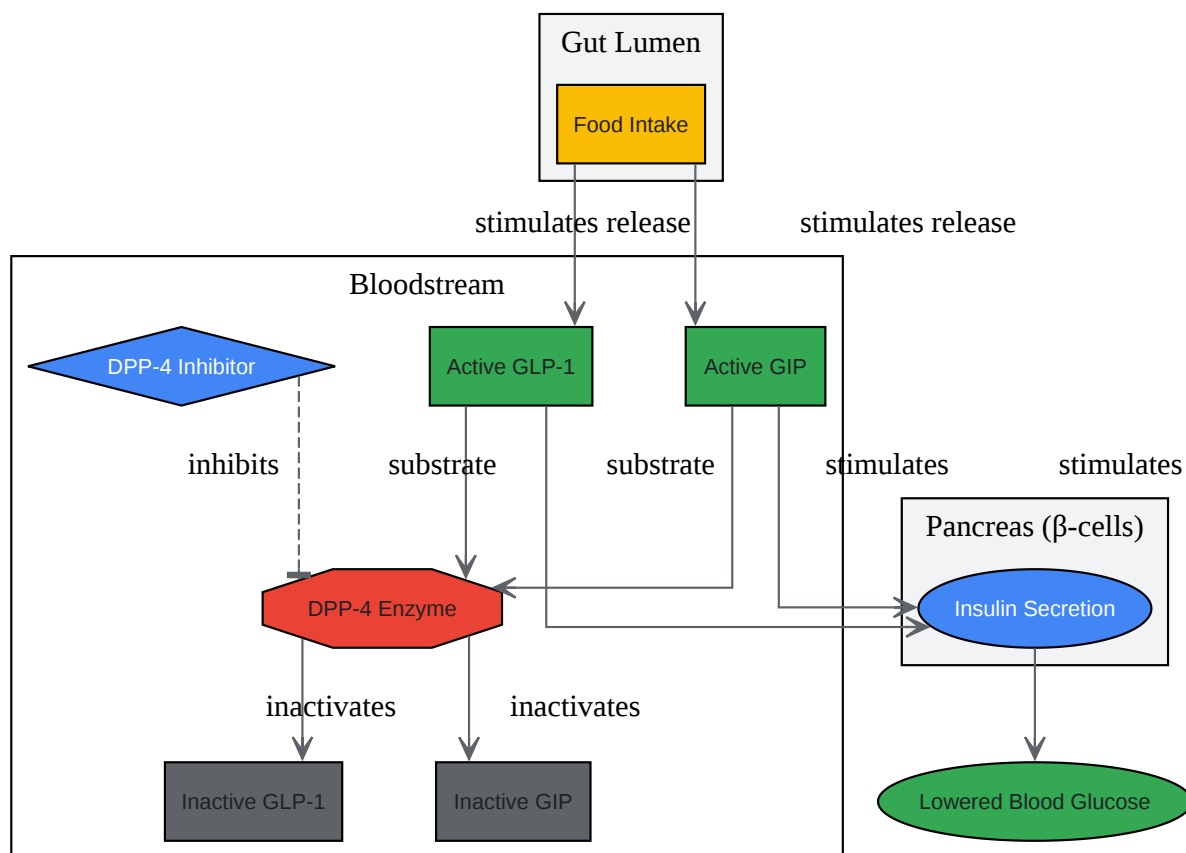 Gut Lumen
Food Intake
stimulates release
stimulates release
Bloodstream
DPP-4 Inhibitor
Active GLP-1
Active GIP
inhibits
substrate
substrate
stimulates
stimulates
Pancreas (β-cells)
DPP-4 Enzyme
Insulin Secretion
inactivates
inactivates
Inactive GLP-1
Inactive GIP
Lowered Blood Glucose